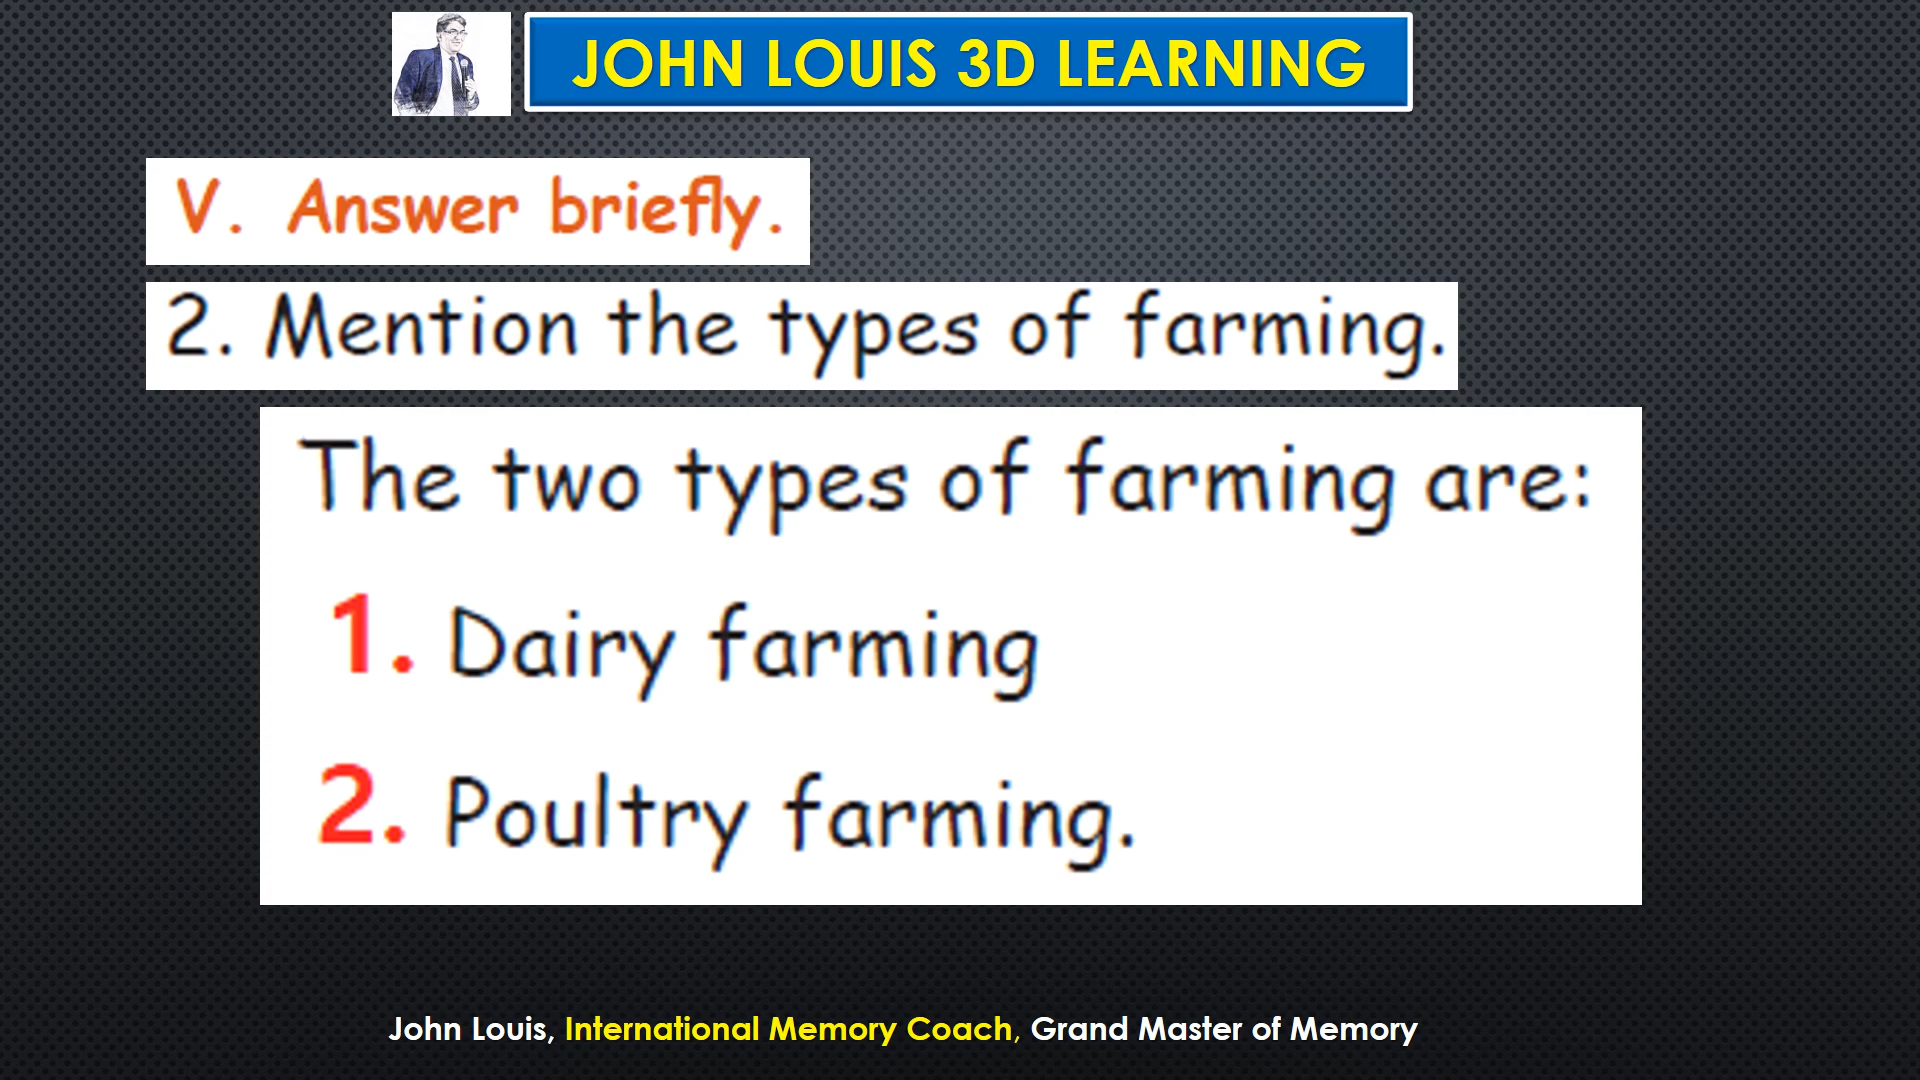 JOHN LOUIS 3D LEARNING
V. Answer briefly.
2. Mention the types of farming.
The two types of farming are:
1. Dairy farming
2. Poultry farming.
John Louis, International Memory Coach, Grand Master of Memory